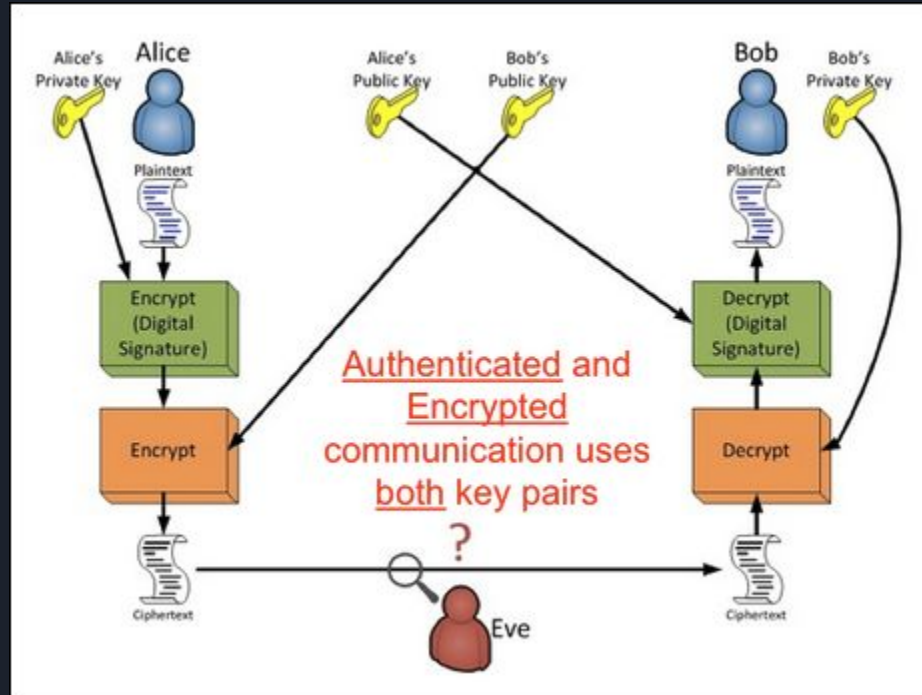 Alice's
Private Key
Alice
Alice's
Public Key
Bob's
Public Key
Bob
Bob's
Private Key
Plaintext
Plaintext
Encrypt
(Digital
Signature)
Decrypt
(Digital
Signature)
Authenticated and
Encrypted
communication uses
both key pairs
Encrypt
Decrypt
?
Ciphertext
Eve
Ciphertext